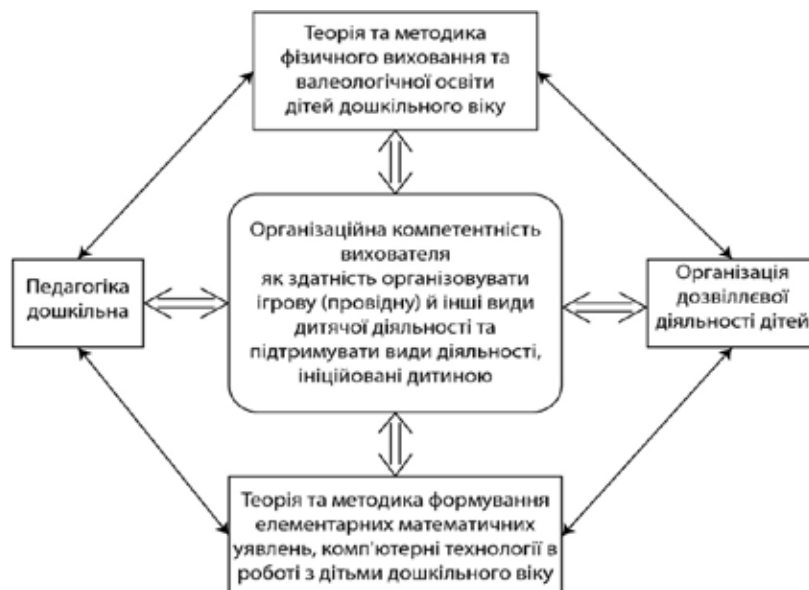 Теорія та методика
фізичного виховання та
валеологічної освіти
дітей дошкільного віку
Педагогіка
дошкільна
Організаційна компетентність
вихователя
як здатність організовувати
ігрову (провідну) й інші види
дитячої діяльності та
підтримувати види діяльності,
ініційовані дитиною
Організація
дозвіллєвої
діяльності дітей
Теорія та методика формування
елементарних математичних
уявлень, комп'ютерні технології в
роботі з дітьми дошкільного віку